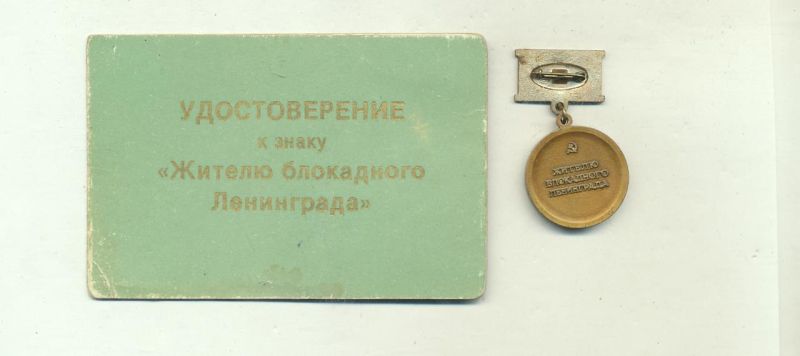 УДОСТОВЕРЕНИЕ
к знаку
«Жителю блокадного
Ленинграда»
ЖИТЕЛЮ
БЛОКАДНОГО
ЛЕНИНГРАДА